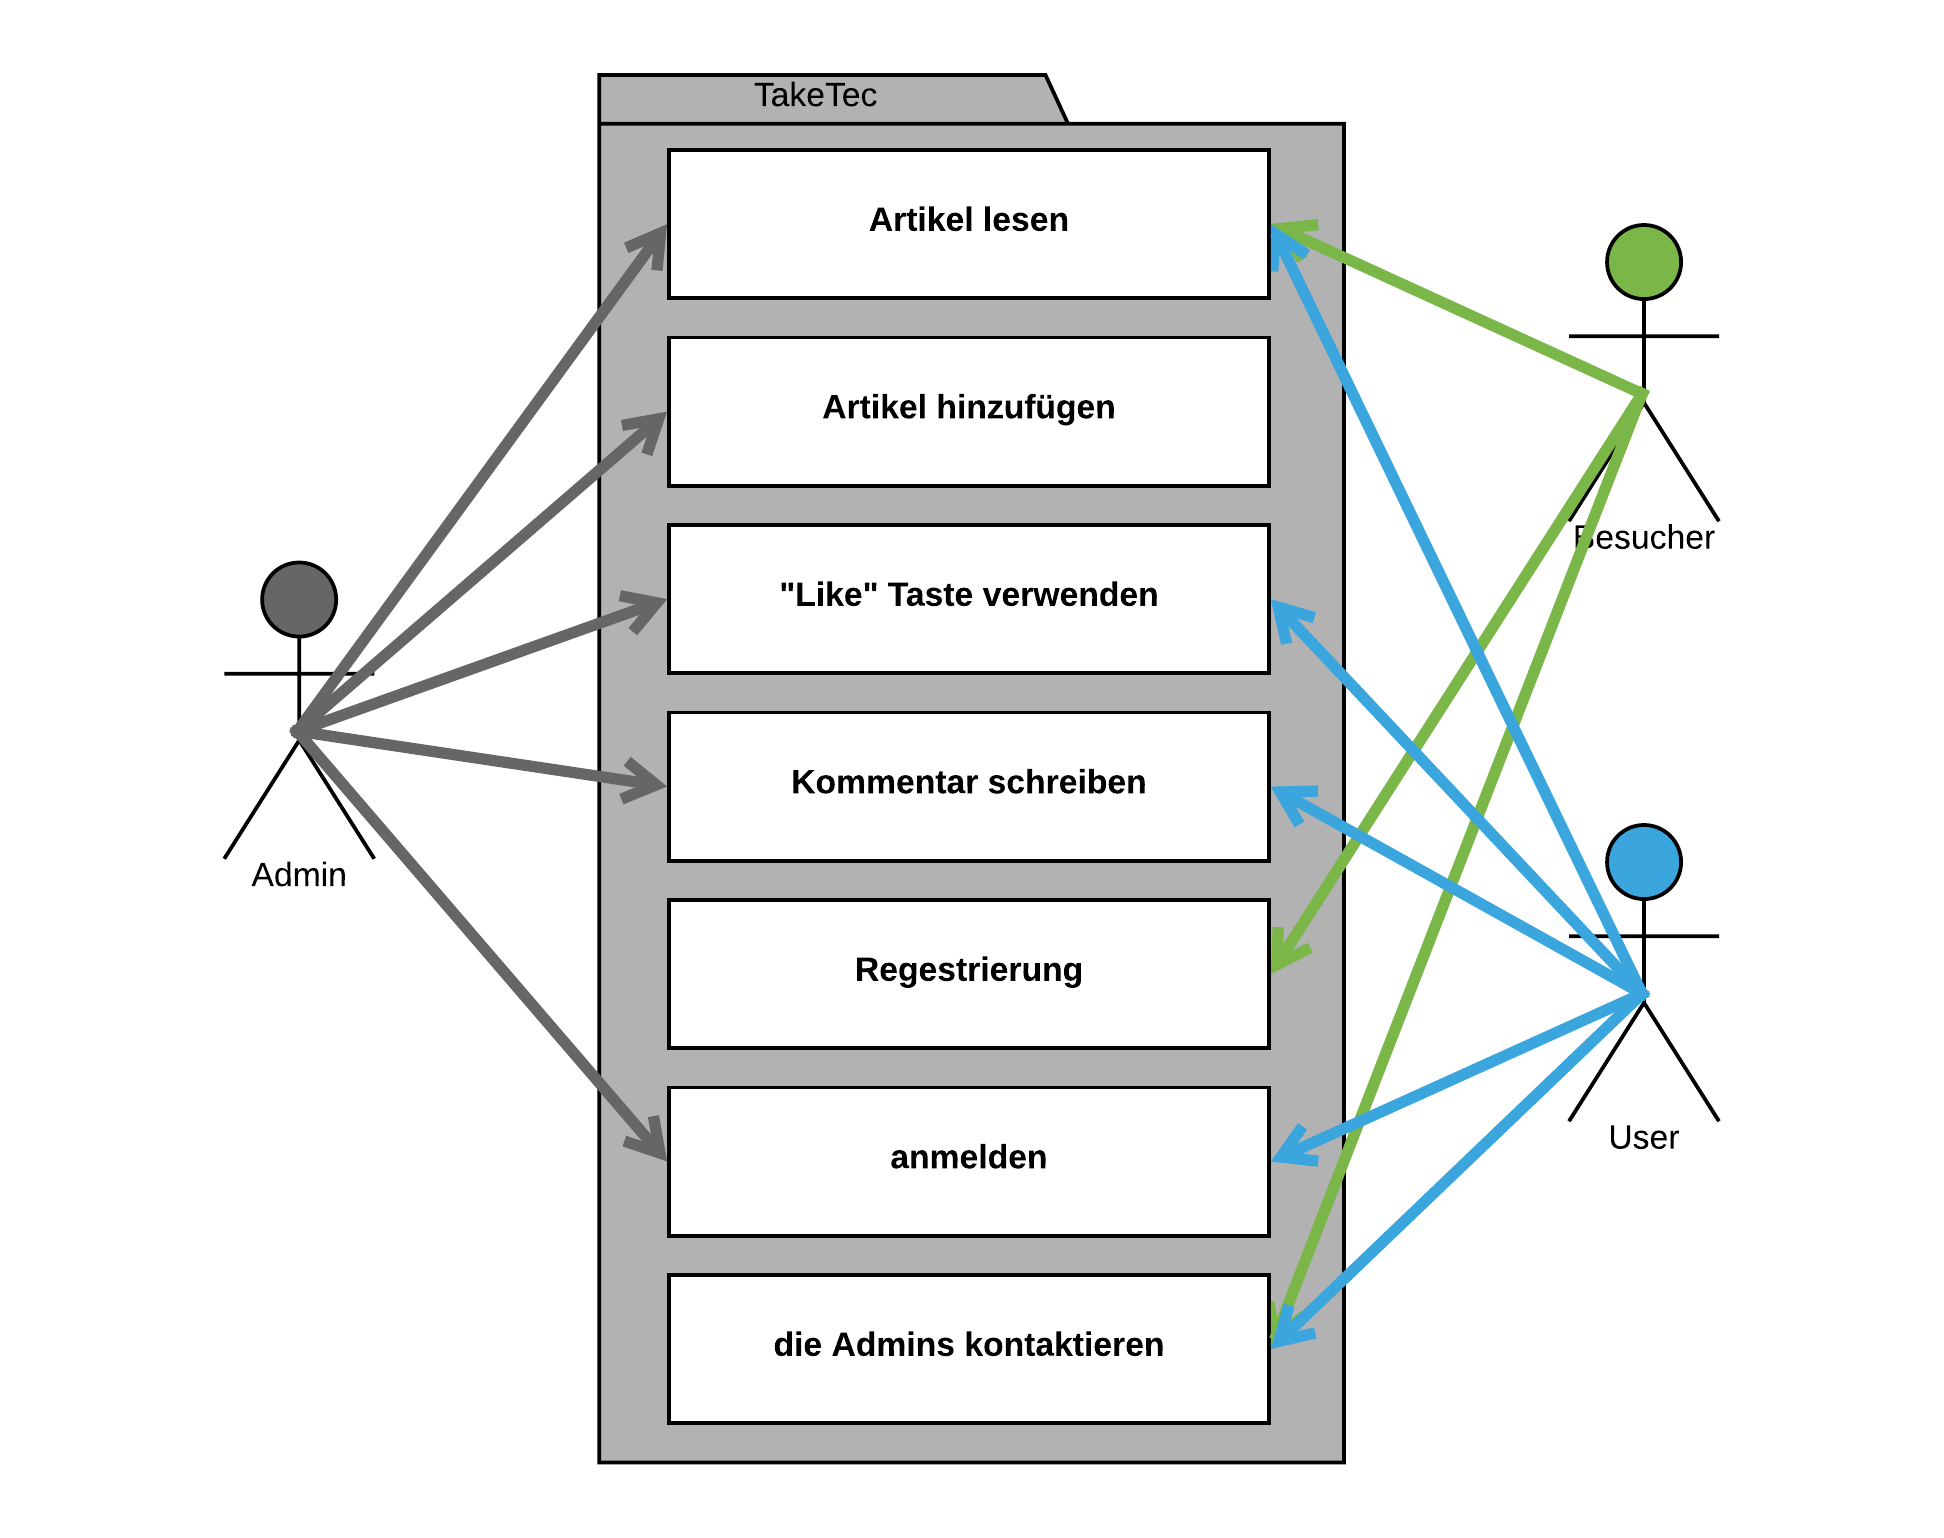 TakeTec
Artikel lesen
Artikel hinzufügen
"Like" Taste verwenden
Kommentar schreiben
Regestrierung
anmelden
die Admins kontaktieren
Admin
Besucher
User